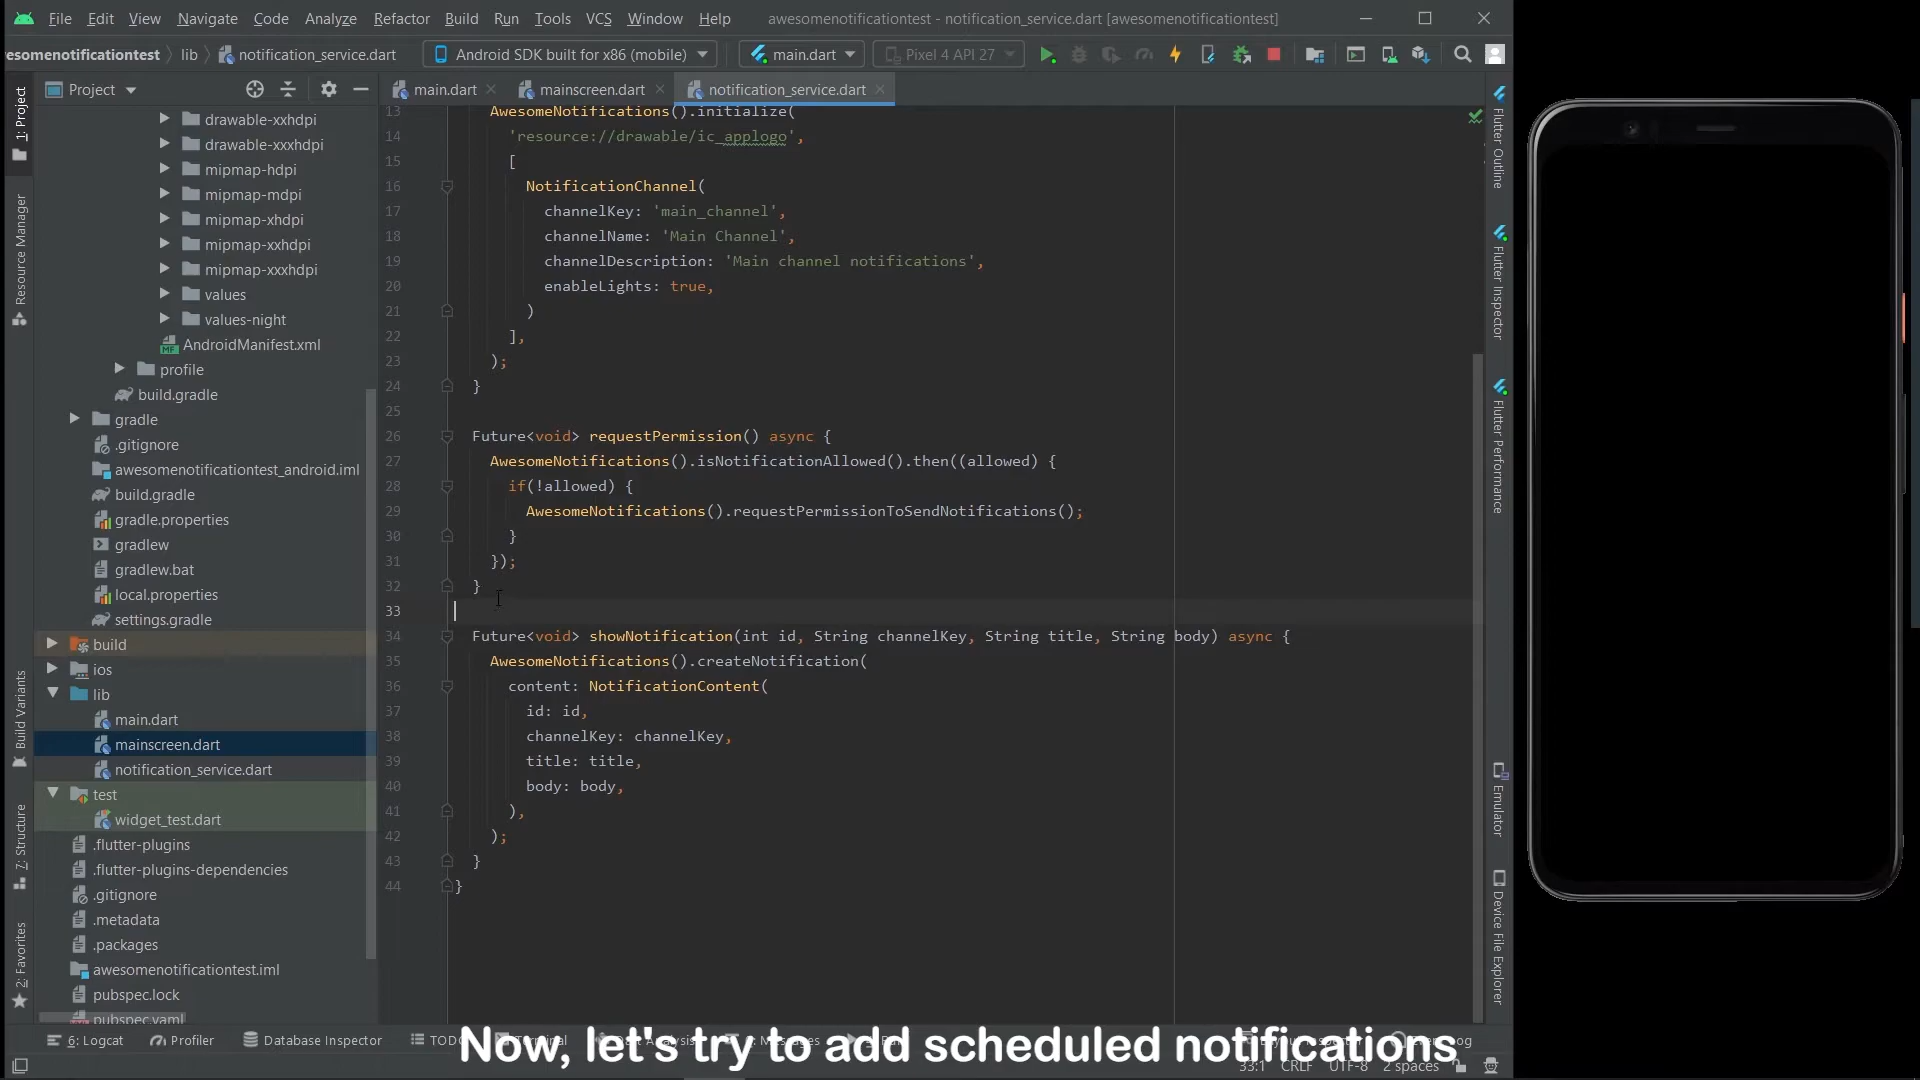 File Edit View Navigate Code Analyze Refactor Build Run Tools VCS Window Help awesomenotificationtest - notification_service.dart [awesomenotificationtest]
esomenotificationtest lib notification_service.dart Android SDK built for x86 (mobile) main.dart Pixel 4 API 27
Project main.dart mainscreen.dart notification_service.dart
1: Project
Resource Manager
Build Variants
7: Structure
2: Favorites
drawable-xxhdpi
drawable-xxxhdpi
mipmap-hdpi
mipmap-mdpi
mipmap-xhdpi
mipmap-xxhdpi
mipmap-xxxhdpi
values
values-night
AndroidManifest.xml
profile
build.gradle
gradle
.gitignore
awesomenotificationtest_android.iml
build.gradle
gradle.properties
gradlew
gradlew.bat
local.properties
settings.gradle
build
ios
lib
main.dart
mainscreen.dart
notification_service.dart
test
widget_test.dart
.flutter-plugins
.flutter-plugins-dependencies
.gitignore
.metadata
.packages
awesomenotificationtest.iml
pubspec.lock
pubspec.yaml
13 AwesomeNotifications().initialize(
14 'resource://drawable/ic_applogo',
15 [
16 NotificationChannel(
17 channelKey: 'main_channel',
18 channelName: 'Main Channel',
19 channelDescription: 'Main channel notifications',
20 enableLights: true,
21 )
22 ],
23 );
24 }
25
26 Future<void> requestPermission() async {
27 AwesomeNotifications().isNotificationAllowed().then((allowed) {
28 if(!allowed) {
29 AwesomeNotifications().requestPermissionToSendNotifications();
30 }
31 });
32 }
33
34 Future<void> showNotification(int id, String channelKey, String title, String body) async {
35 AwesomeNotifications().createNotification(
36 content: NotificationContent(
37 id: id,
38 channelKey: channelKey,
39 title: title,
40 body: body,
41 ),
42 );
43 }
44 }
Flutter Outline
Flutter Inspector
Flutter Performance
Emulator
Device File Explorer
6: Logcat Profiler Database Inspector TODO
Now, let's try to add scheduled notifications
33:1 CRLF UTF-8 2 spaces